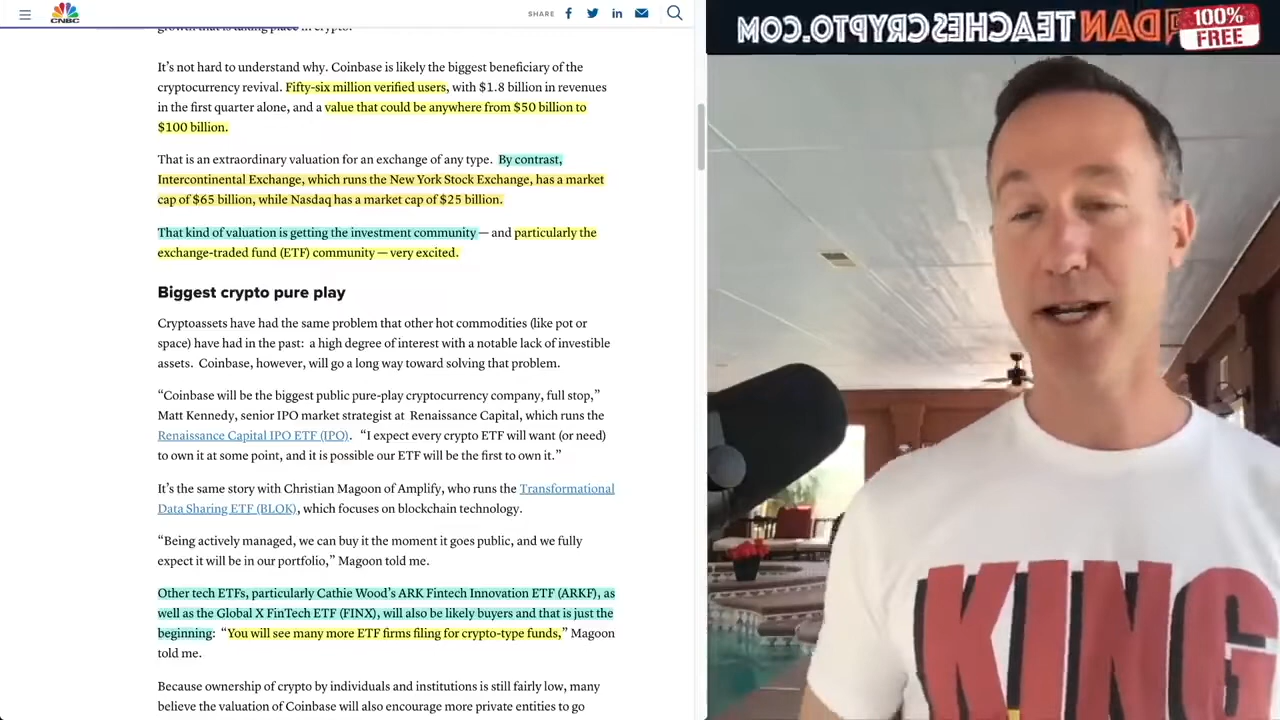 CNBC
SHARE
growth that is taking place in crypto.
It’s not hard to understand why. Coinbase is likely the biggest beneficiary of the
cryptocurrency revival. Fifty-six million verified users, with $1.8 billion in revenues
in the first quarter alone, and a value that could be anywhere from $50 billion to
$100 billion.
That is an extraordinary valuation for an exchange of any type. By contrast,
Intercontinental Exchange, which runs the New York Stock Exchange, has a market
cap of $65 billion, while Nasdaq has a market cap of $25 billion.
That kind of valuation is getting the investment community — and particularly the
exchange-traded fund (ETF) community — very excited.
Biggest crypto pure play
Cryptoassets have had the same problem that other hot commodities (like pot or
space) have had in the past: a high degree of interest with a notable lack of investible
assets. Coinbase, however, will go a long way toward solving that problem.
“Coinbase will be the biggest public pure-play cryptocurrency company, full stop,”
Matt Kennedy, senior IPO market strategist at Renaissance Capital, which runs the
Renaissance Capital IPO ETF (IPO). “I expect every crypto ETF will want (or need)
to own it at some point, and it is possible our ETF will be the first to own it.”
It’s the same story with Christian Magoon of Amplify, who runs the Transformational
Data Sharing ETF (BLOK), which focuses on blockchain technology.
“Being actively managed, we can buy it the moment it goes public, and we fully
expect it will be in our portfolio,” Magoon told me.
Other tech ETFs, particularly Cathie Wood’s ARK Fintech Innovation ETF (ARKF), as
well as the Global X FinTech ETF (FINX), will also be likely buyers and that is just the
beginning: “You will see many more ETF firms filing for crypto-type funds,” Magoon
told me.
Because ownership of crypto by individuals and institutions is still fairly low, many
believe the valuation of Coinbase will also encourage more private entities to go
DANTEACHESCRYPTO.COM
100%
FREE
KING